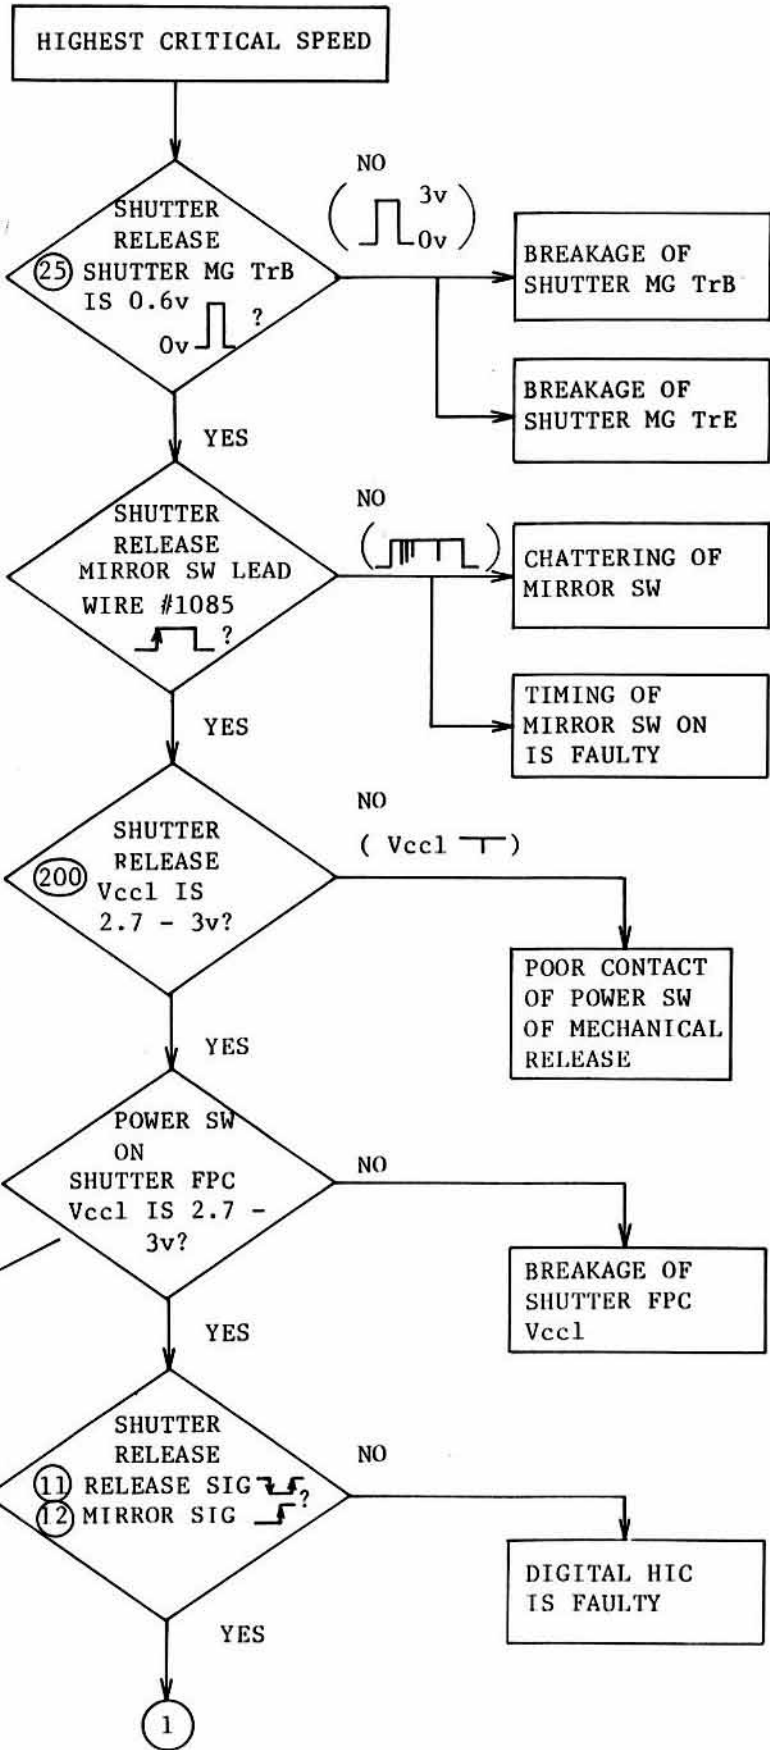 HIGHEST CRITICAL SPEED
SHUTTER
RELEASE
25 SHUTTER MG TrB
IS 0.6v
0v ?
NO
3v
0v
BREAKAGE OF
SHUTTER MG TrB
BREAKAGE OF
SHUTTER MG TrE
YES
SHUTTER
RELEASE
MIRROR SW LEAD
WIRE #1085
?
NO
( )
CHATTERING OF
MIRROR SW
TIMING OF
MIRROR SW ON
IS FAULTY
YES
SHUTTER
RELEASE
200 Vccl IS
2.7 - 3v?
NO
( Vccl )
POOR CONTACT
OF POWER SW
OF MECHANICAL
RELEASE
YES
POWER SW
ON
SHUTTER FPC
Vccl IS 2.7 -
3v?
NO
BREAKAGE OF
SHUTTER FPC
Vccl
YES
SHUTTER
RELEASE
11 RELEASE SIG
12 MIRROR SIG ?
NO
DIGITAL HIC
IS FAULTY
YES
1